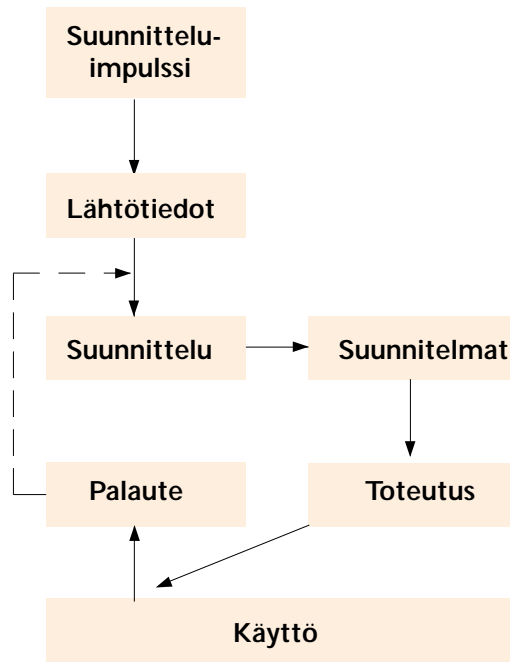 Suunnittelu-
impulssi
Lähtötiedot
Suunnittelu
Suunnitelmat
Palaute
Toteutus
Käyttö